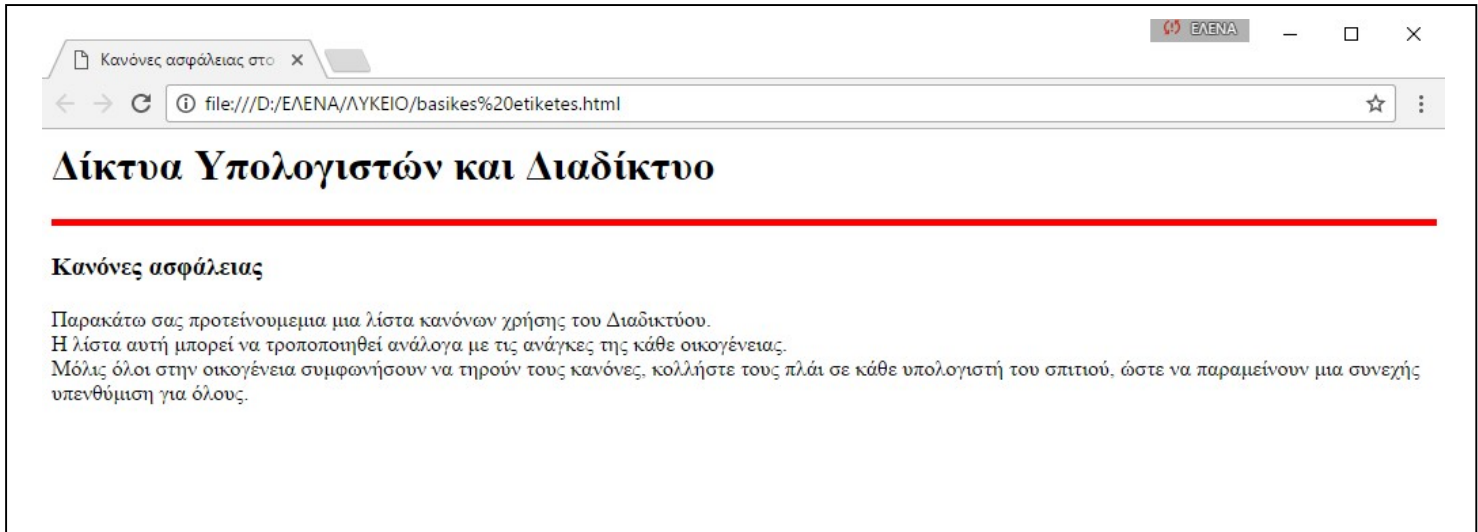 ΕΛΕΝΑ
Κανόνες ασφάλειας στο
file:///D:/ΕΛΕΝΑ/ΛΥΚΕΙΟ/basikes%20etiketes.html
Δίκτυα Υπολογιστών και Διαδίκτυο
Κανόνες ασφάλειας
Παρακάτω σας προτείνουμεμια μια λίστα κανόνων χρήσης του Διαδικτύου.
Η λίστα αυτή μπορεί να τροποποιηθεί ανάλογα με τις ανάγκες της κάθε οικογένειας.
Μόλις όλοι στην οικογένεια συμφωνήσουν να τηρούν τους κανόνες, κολλήστε τους πλάι σε κάθε υπολογιστή του σπιτιού, ώστε να παραμείνουν μια συνεχής
υπενθύμιση για όλους.